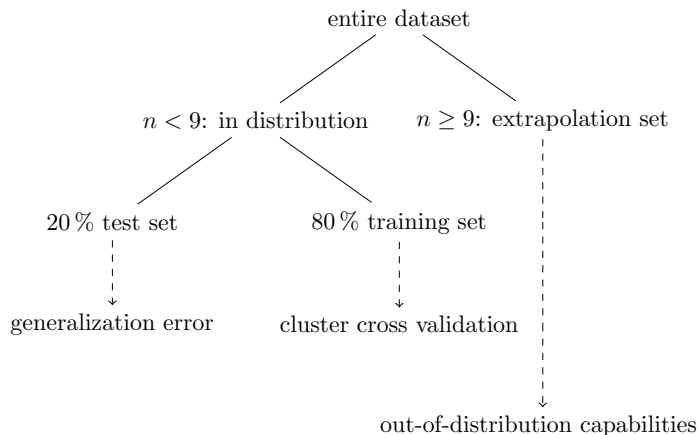 entire dataset
n < 9: in distribution
n ≥ 9: extrapolation set
20 % test set
80 % training set
generalization error
cluster cross validation
out-of-distribution capabilities